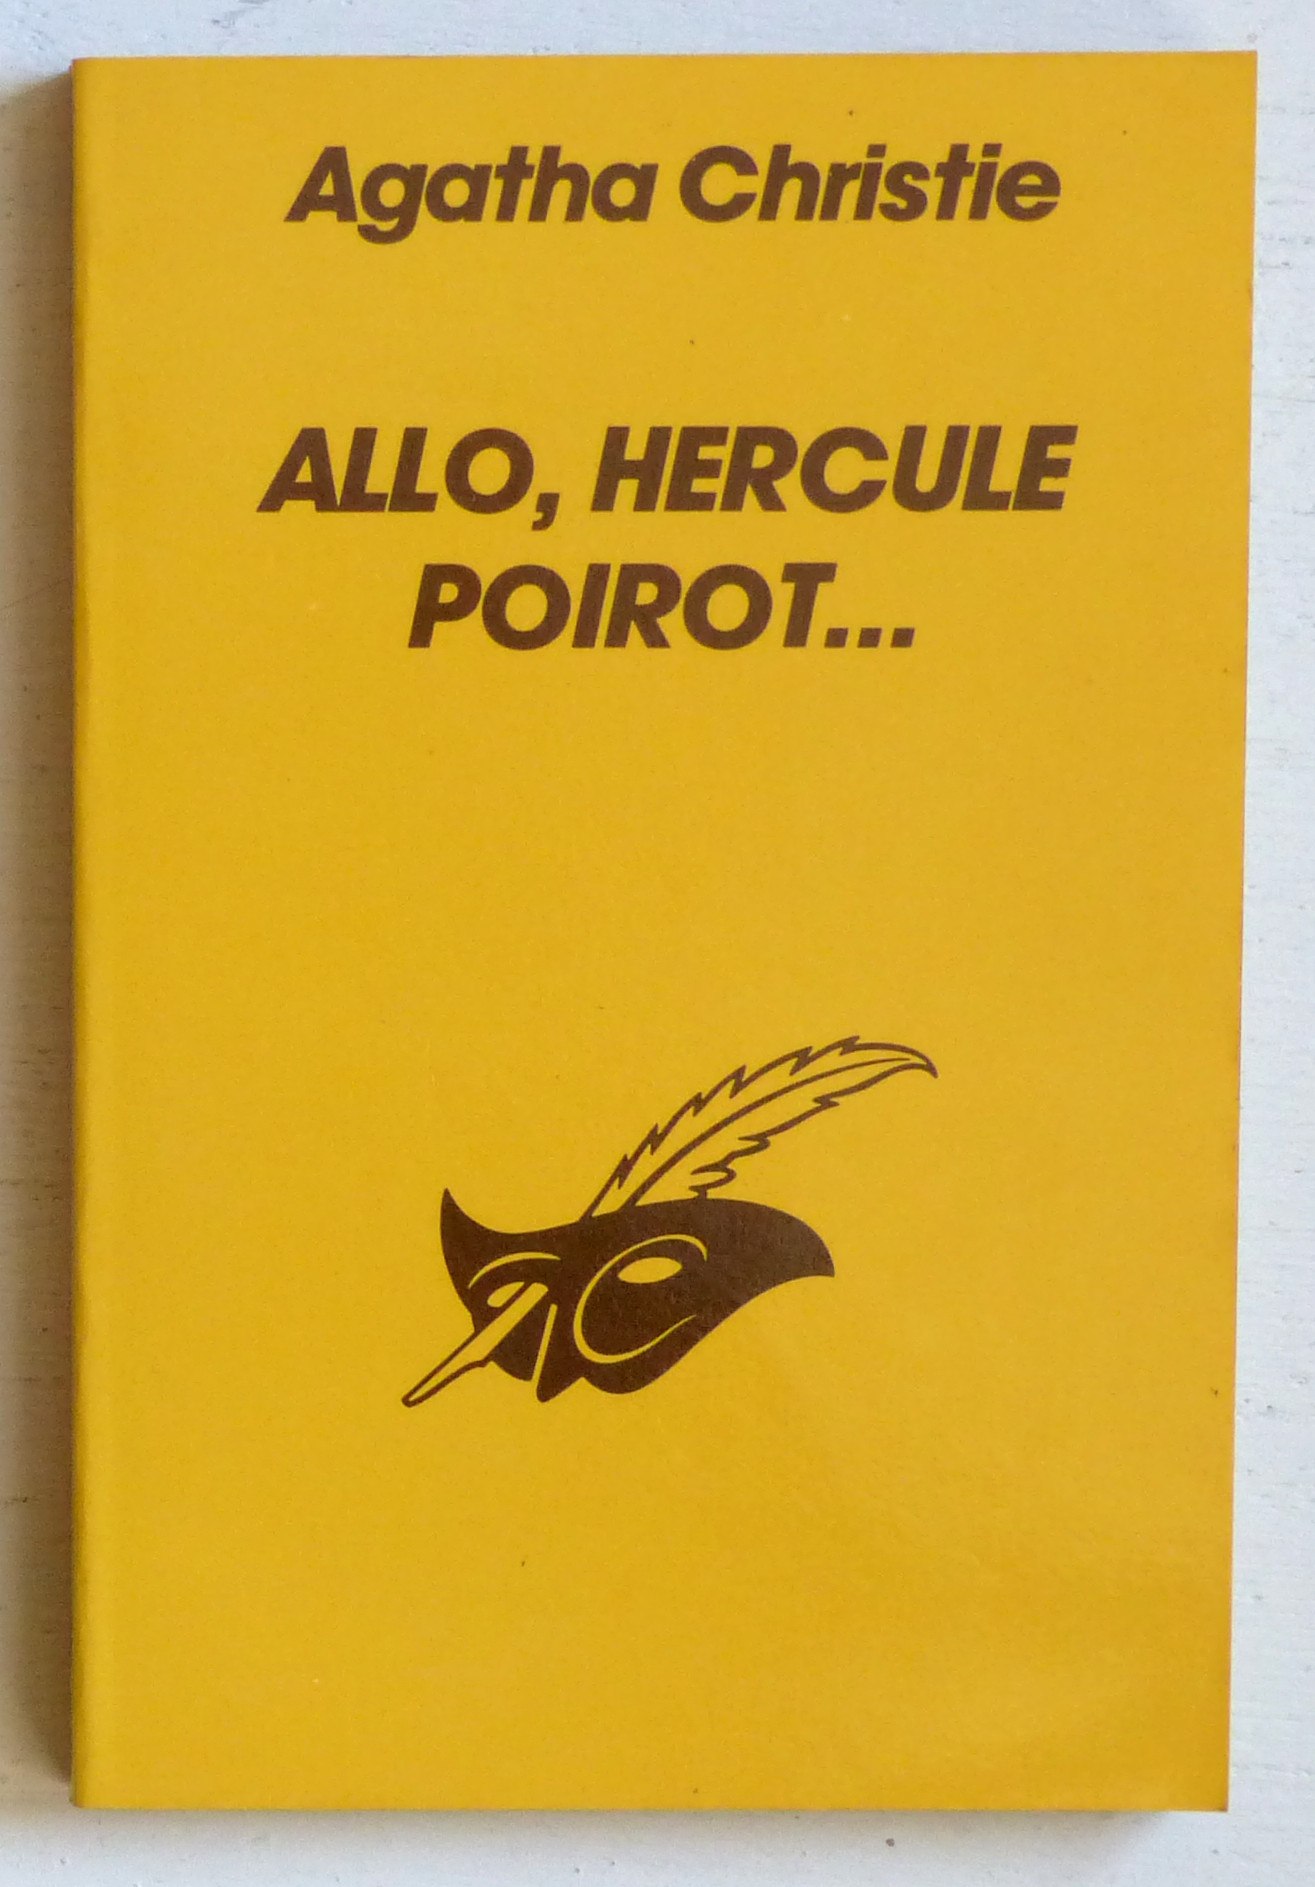 Agatha Christie
ALLO, HERCULE
POIROT...